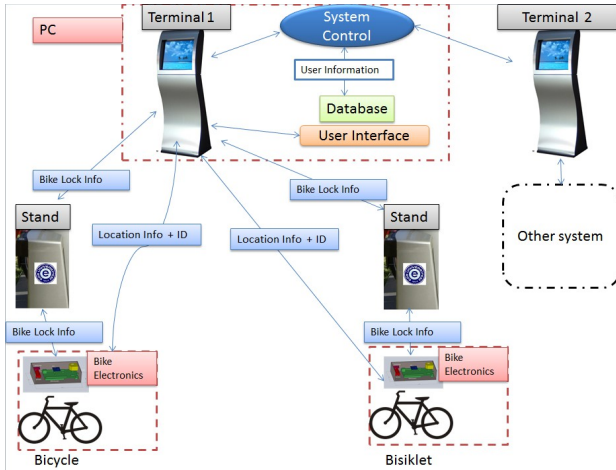 Terminal 1
System
Control
Terminal 2
PC
User Information
Database
User Interface
Bike Lock Info
Bike Lock Info
Stand
Location Info + ID
Location Info + ID
Stand
Other system
e
e
Bike Lock Info
Bike Lock Info
Bike
Electronics
Bike
Electronics
Bicycle
Bisiklet